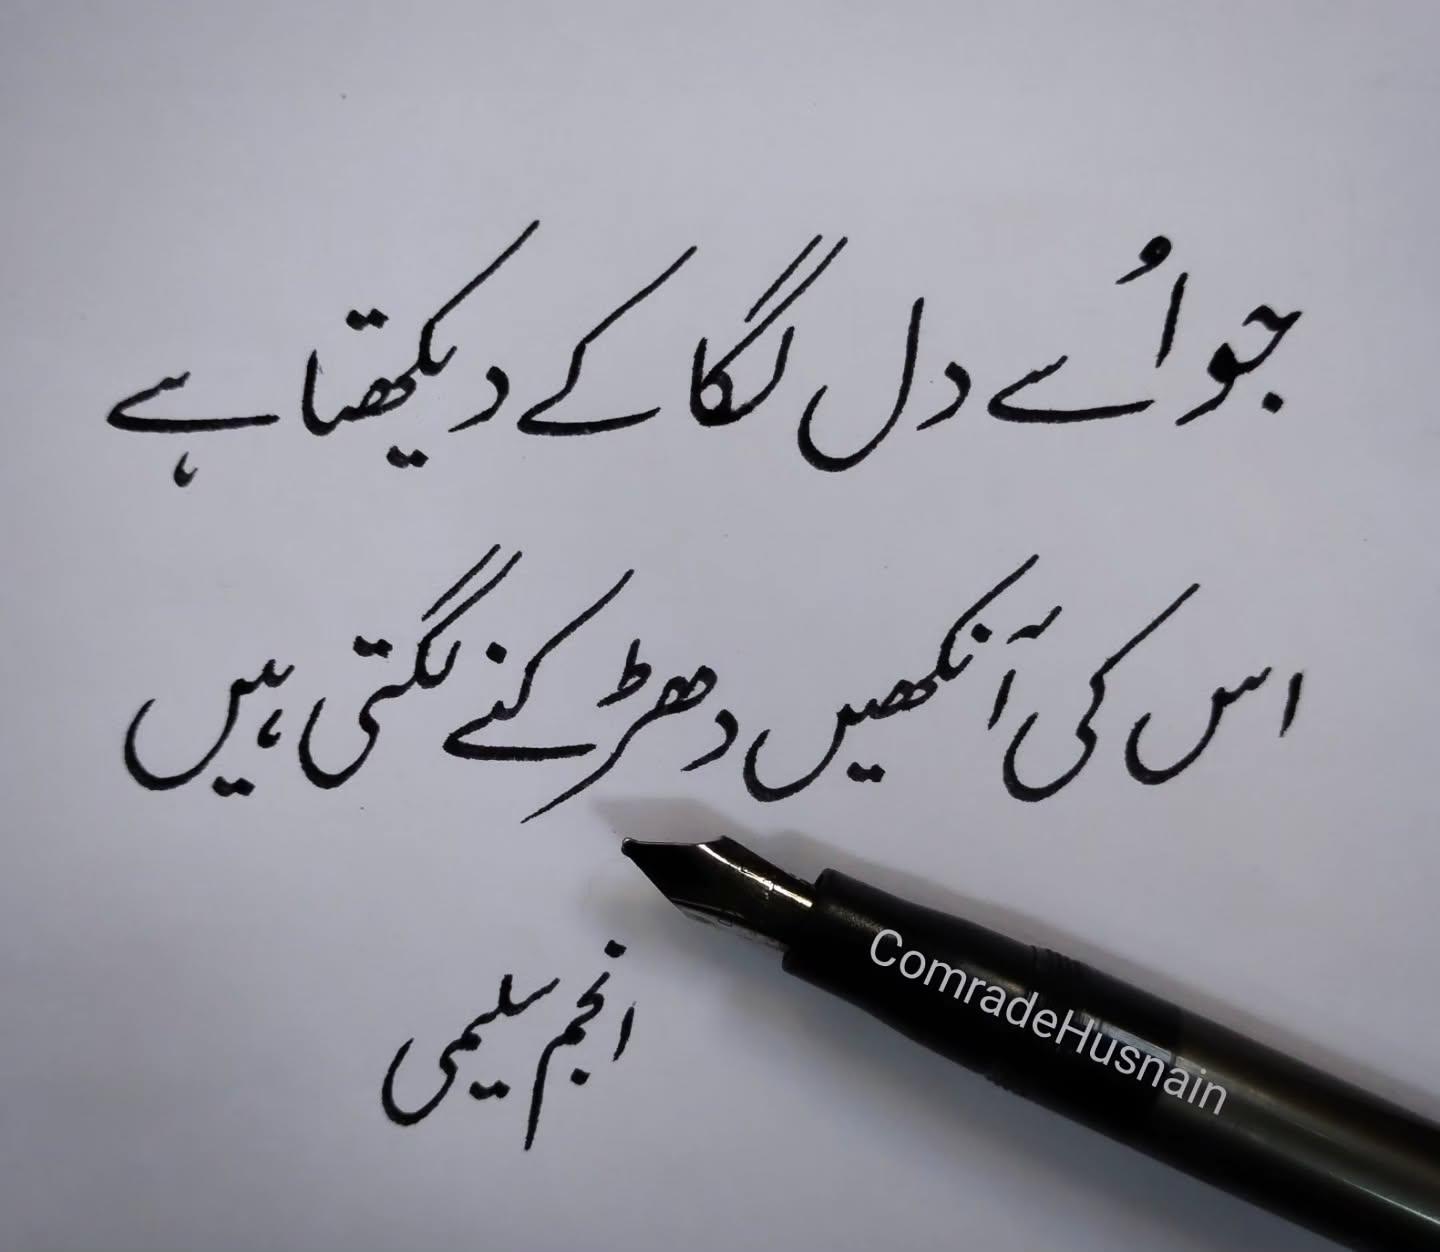 جو اُسے دل لگا کے دیکھتا ہے
اس کی آنکھیں دھڑکنے لگتی ہیں
انجم سلیمی
ComradeHusnain